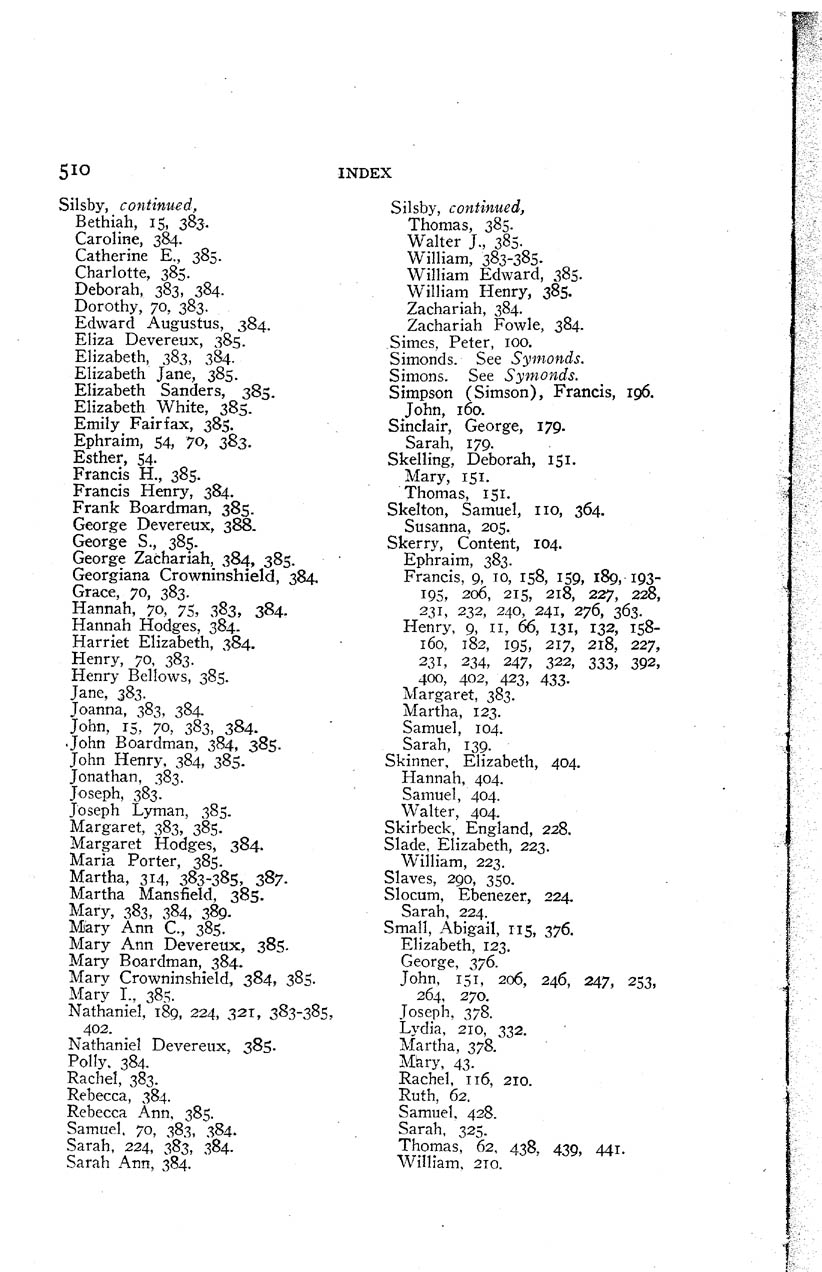 510
INDEX
Silsby, continued,
Bethiah, 15, 383.
Caroline, 384.
Catherine E., 385.
Charlotte, 385.
Deborah, 383, 384.
Dorothy, 70, 383.
Edward Augustus, 384.
Eliza Devereux, 385.
Elizabeth, 383, 384.
Elizabeth Jane, 385.
Elizabeth Sanders, 385.
Elizabeth White, 385.
Emily Fairfax, 385.
Ephraim, 54, 70, 383.
Esther, 54.
Francis H., 385.
Francis Henry, 384.
Frank Boardman, 385.
George Devereux, 388.
George S., 385.
George Zachariah, 384, 385.
Georgiana Crowninshield, 384.
Grace, 70, 383.
Hannah, 70, 75, 383, 384.
Hannah Hodges, 384.
Harriet Elizabeth, 384.
Henry, 70, 383.
Henry Bellows, 385.
Jane, 383.
Joanna, 383, 384.
John, 15, 70, 383, 384.
John Boardman, 384, 385.
John Henry, 384, 385.
Jonathan, 383.
Joseph, 383.
Joseph Lyman, 385.
Margaret, 383, 385.
Margaret Hodges, 384.
Maria Porter, 385.
Martha, 314, 383-385, 387.
Martha Mansfield, 385.
Mary, 383, 384, 389.
Mary Ann C., 385.
Mary Ann Devereux, 385.
Mary Boardman, 384.
Mary Crowninshield, 384, 385.
Mary I., 385.
Nathaniel, 189, 224, 321, 383-385,
402.
Nathaniel Devereux, 385.
Polly, 384.
Rachel, 383.
Rebecca, 384.
Rebecca Ann, 385.
Samuel, 70, 383, 384.
Sarah, 224, 383, 384.
Sarah Ann, 384.
Silsby, continued,
Thomas, 385.
Walter J., 385.
William, 383-385.
William Edward, 385.
William Henry, 385.
Zachariah, 384.
Zachariah Fowle, 384.
Simes, Peter, 100.
Simonds. See Symonds.
Simons. See Symonds.
Simpson (Simson), Francis, 196.
John, 160.
Sinclair, George, 179.
Sarah, 179.
Skelling, Deborah, 151.
Mary, 151.
Thomas, 151.
Skelton, Samuel, 110, 364.
Susanna, 205.
Skerry, Content, 104.
Ephraim, 383.
Francis, 9, 10, 158, 159, 189, 193-
195, 206, 215, 218, 227, 228,
231, 232, 240, 241, 276, 363.
Henry, 9, 11, 66, 131, 132, 158-
160, 182, 195, 217, 218, 227,
231, 234, 247, 322, 333, 392,
400, 402, 423, 433.
Margaret, 383.
Martha, 123.
Samuel, 104.
Sarah, 139.
Skinner, Elizabeth, 404.
Hannah, 404.
Samuel, 404.
Walter, 404.
Skirbeck, England, 228.
Slade, Elizabeth, 223.
William, 223.
Slaves, 290, 350.
Slocum, Ebenezer, 224.
Sarah, 224.
Small, Abigail, 115, 376.
Elizabeth, 123.
George, 376.
John, 151, 206, 246, 247, 253,
264, 270.
Joseph, 378.
Lydia, 210, 332.
Martha, 378.
Mary, 43.
Rachel, 116, 210.
Ruth, 62.
Samuel, 428.
Sarah, 325.
Thomas, 62, 438, 439, 441.
William, 210.